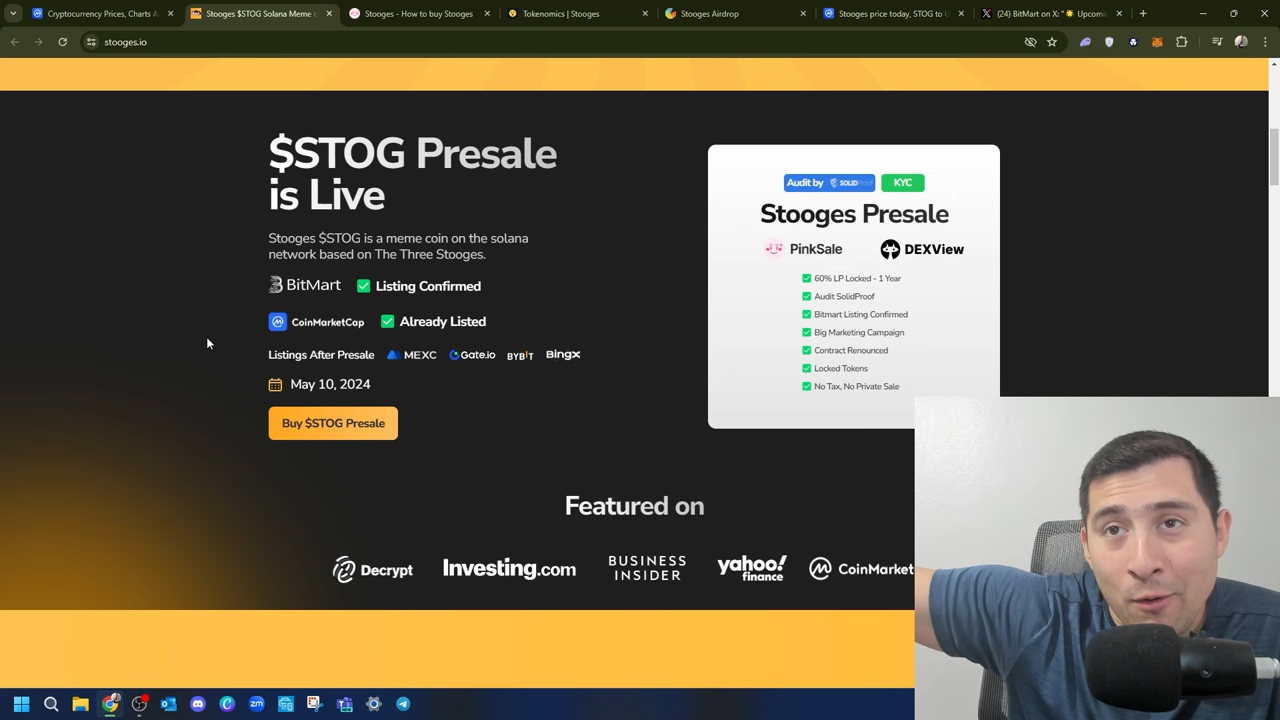 Cryptocurrency Prices, Charts A
Stooges $STOG Solana Meme c
Stooges - How to buy Stooges
Tokenomics | Stooges
Stooges Airdrop
Stooges price today, STOG to U
(24) BitMart on X: "🌟 Upcomi
stooges.io
$STOG Presale
is Live
Stooges $STOG is a meme coin on the solana
network based on The Three Stooges.
BitMart
Listing Confirmed
CoinMarketCap
Already Listed
Listings After Presale
MEXC
Gate.io
BYBIT
BingX
May 10, 2024
Buy $STOG Presale
Audit by SOLIDProof
KYC
Stooges Presale
PinkSale
DEXView
60% LP Locked - 1 Year
Audit SolidProof
Bitmart Listing Confirmed
Big Marketing Campaign
Contract Renounced
Locked Tokens
No Tax, No Private Sale
Featured on
Decrypt
Investing.com
BUSINESS
INSIDER
yahoo!
finance
CoinMarket
zm